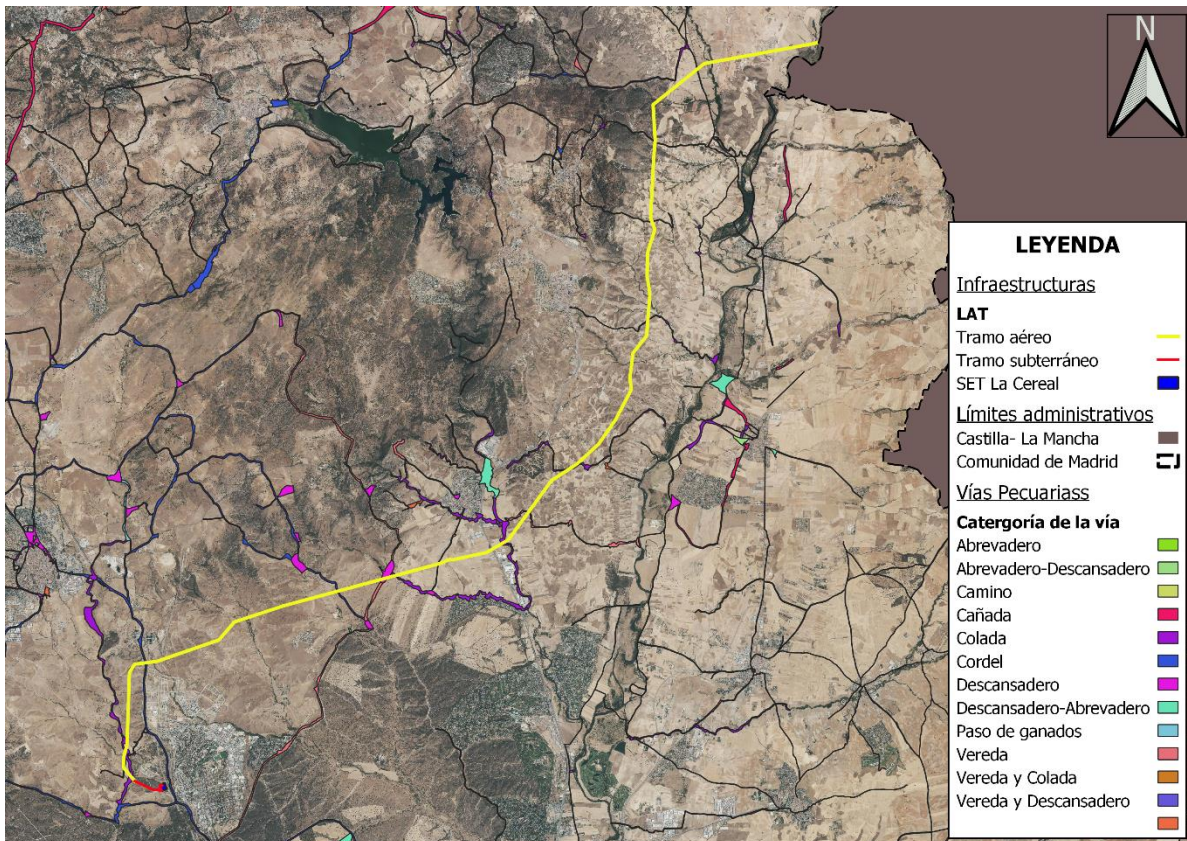 N
LEYENDA
Infraestructuras
LAT
Tramo aéreo
Tramo subterráneo
SET La Cereal
Límites administrativos
Castilla- La Mancha
Comunidad de Madrid
Vías Pecuariass
Catergoría de la vía
Abrevadero
Abrevadero-Descansadero
Camino
Cañada
Colada
Cordel
Descansadero
Descansadero-Abrevadero
Paso de ganados
Vereda
Vereda y Colada
Vereda y Descansadero